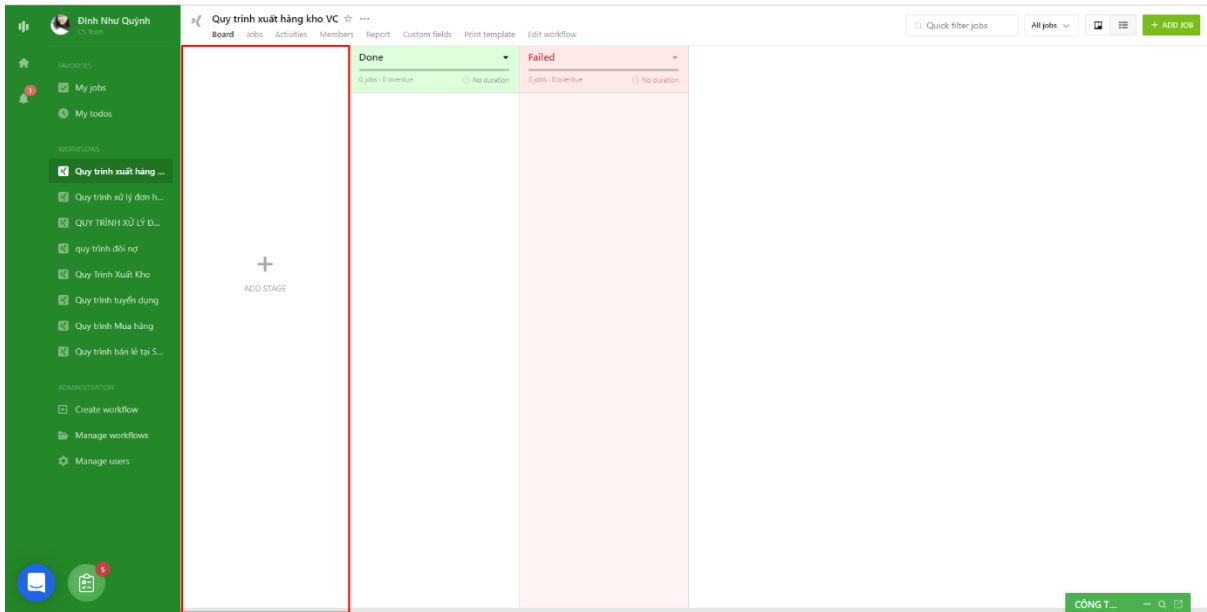 Đinh Như Quỳnh
CS Team
FAVORITES
My jobs
1
My todos
WORKFLOWS
Quy trình xuất hàng ...
Quy trình xử lý đơn h...
QUY TRÌNH XỬ LÝ Đ...
quy trình đòi nợ
Quy Trình Xuất Kho
Quy trình tuyển dụng
Quy trình Mua hàng
Quy trình bán lẻ tại S...
ADMINISTRATION
Create workflow
Manage workflows
Manage users
5
Quy trình xuất hàng kho VC
Board Jobs Activities Members Report Custom fields Print template Edit workflow
Quick filter jobs All jobs + ADD JOB
ADD STAGE
Done
0 jobs - 0 overdue No duration
Failed
0 jobs - 0 overdue No duration
CÔNG T...